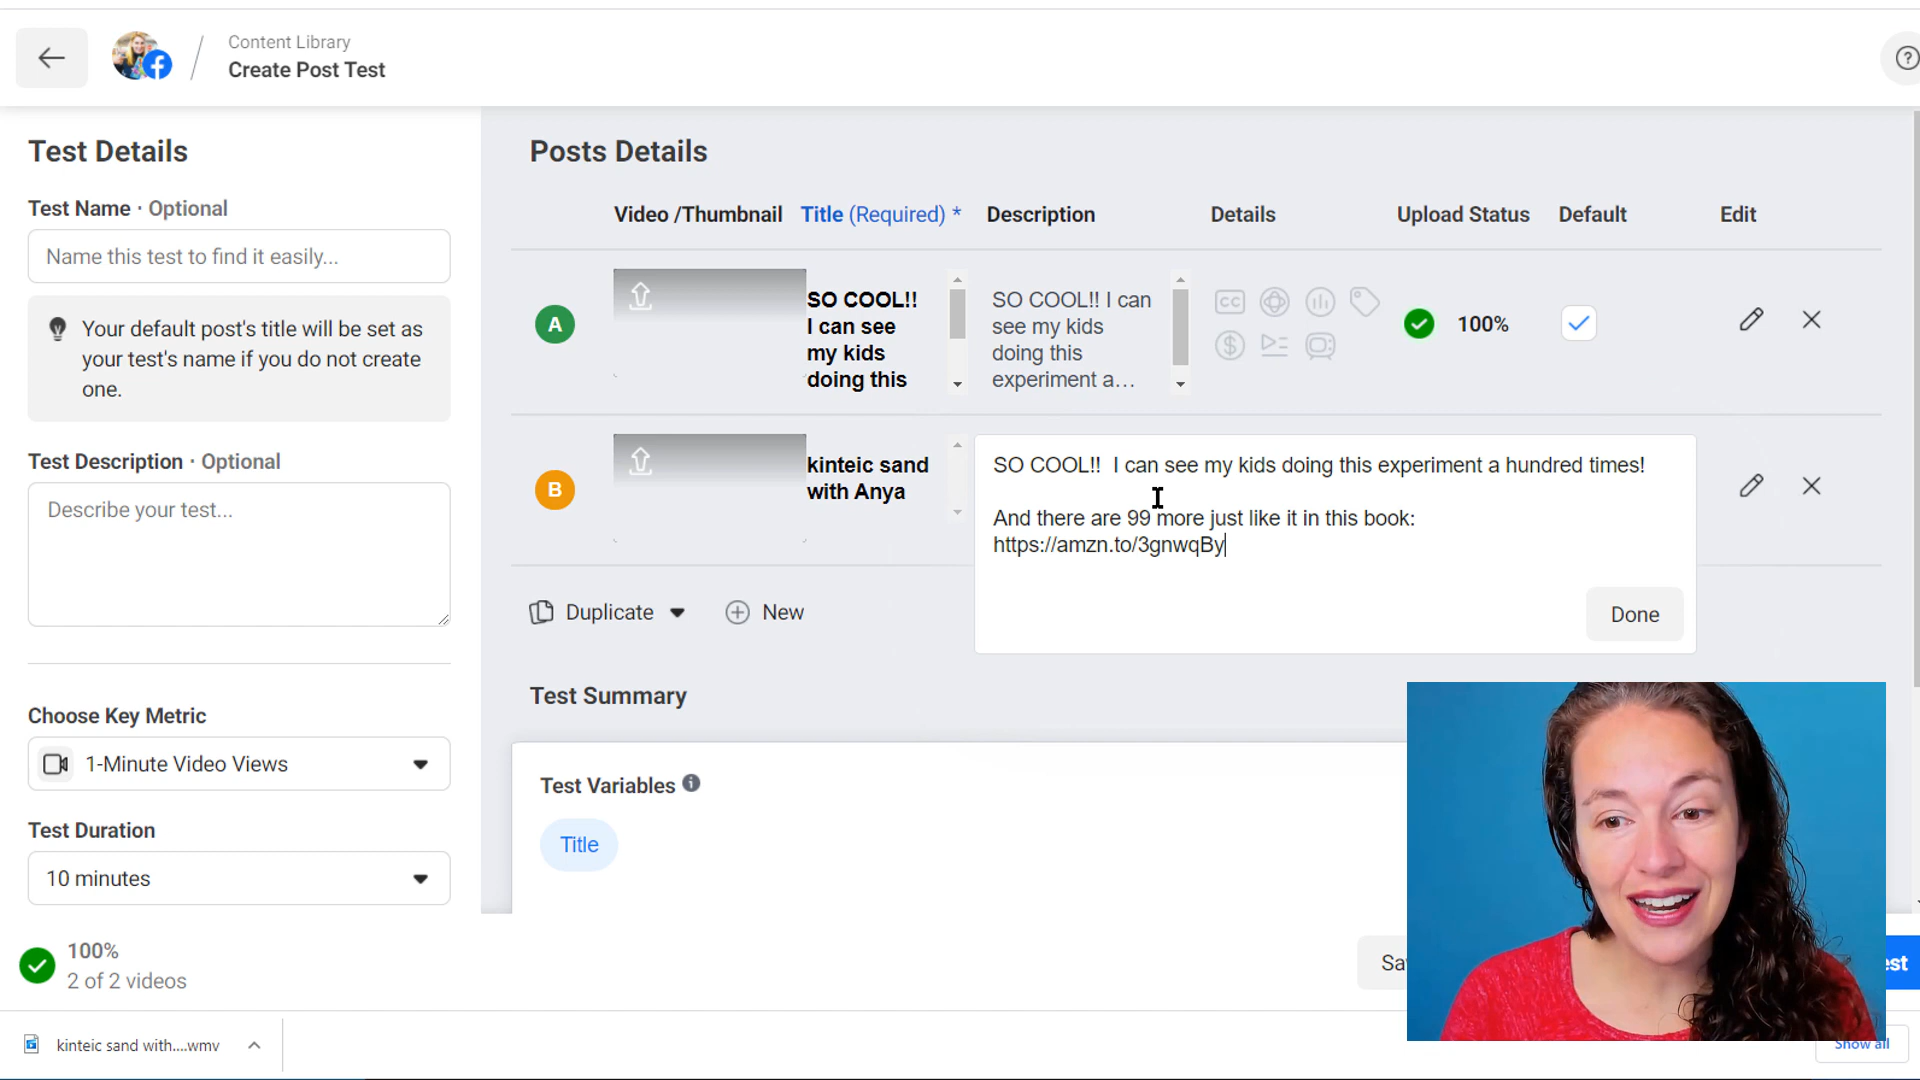 Content Library
Create Post Test
Test Details
Test Name · Optional
Name this test to find it easily...
Your default post's title will be set as
your test's name if you do not create
one.
Test Description · Optional
Describe your test...
Choose Key Metric
1-Minute Video Views
Test Duration
10 minutes
100%
2 of 2 videos
Posts Details
Video /Thumbnail Title (Required) * Description Details Upload Status Default Edit
A
SO COOL!!
I can see
my kids
doing this
SO COOL!! I can
see my kids
doing this
experiment a...
CC
$
100%
B
kinteic sand
with Anya
SO COOL!!  I can see my kids doing this experiment a hundred times!
And there are 99 more just like it in this book:
https://amzn.to/3gnwqBy
Done
Duplicate
New
Test Summary
Test Variables
Title
kinteic sand with....wmv
Show all